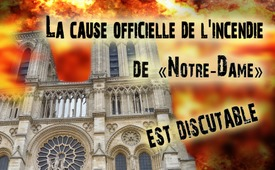 La cause officielle de l'incendie
de «Notre-Dame»
est discutable